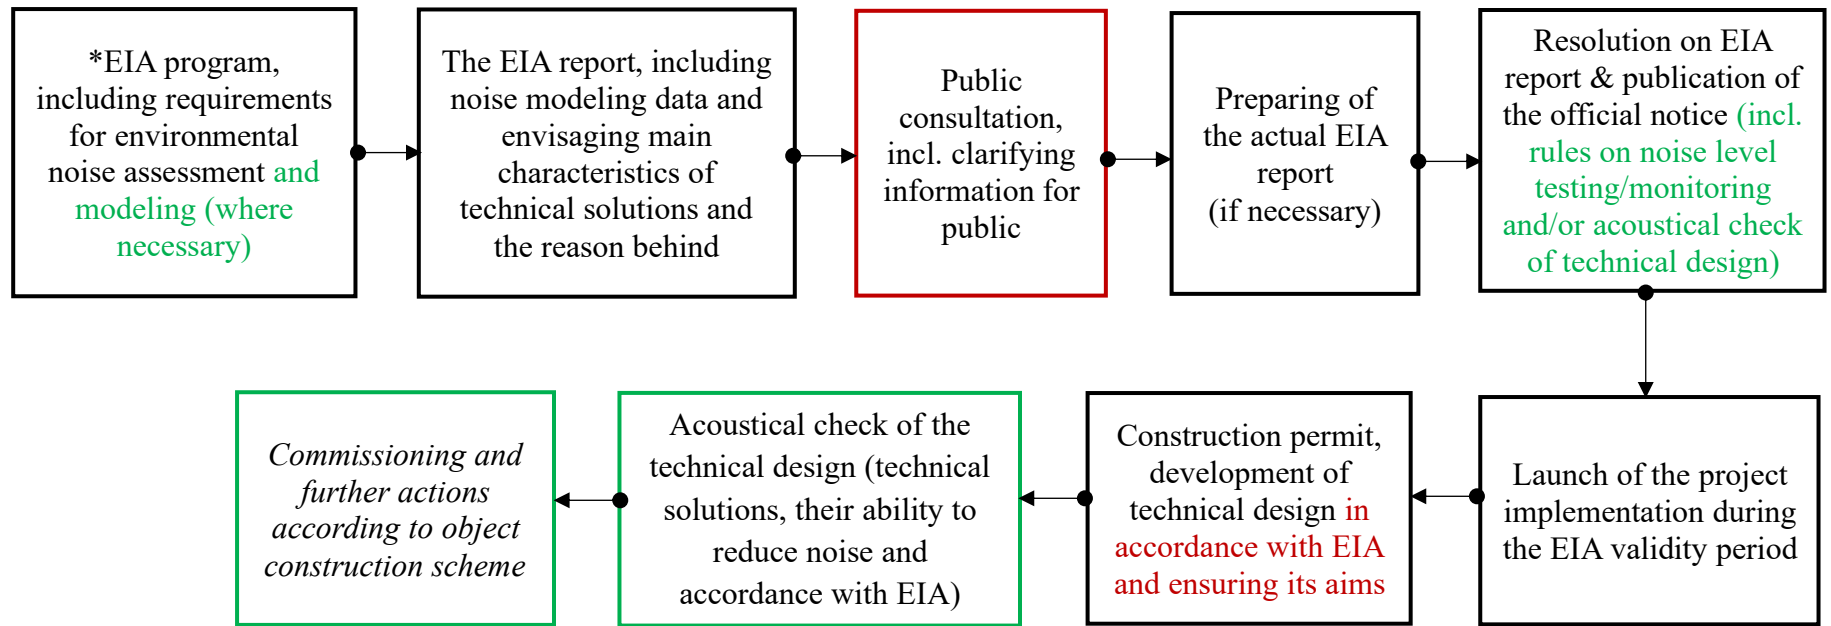 *EIA program,
including requirements
for environmental
noise assessment and
modeling (where
necessary)
The EIA report, including
noise modeling data and
envisaging main
characteristics of
technical solutions and
the reason behind
Public
consultation,
incl. clarifying
information for
public
Preparing of
the actual EIA
report
(if necessary)
Resolution on EIA
report & publication of
the official notice (incl.
rules on noise level
testing/monitoring
and/or acoustical check
of technical design)
Launch of the project
implementation during
the EIA validity period
Construction permit,
development of
technical design in
accordance with EIA
and ensuring its aims
Acoustical check of the
technical design (technical
solutions, their ability to
reduce noise and
accordance with EIA)
Commissioning and
further actions
according to object
construction scheme